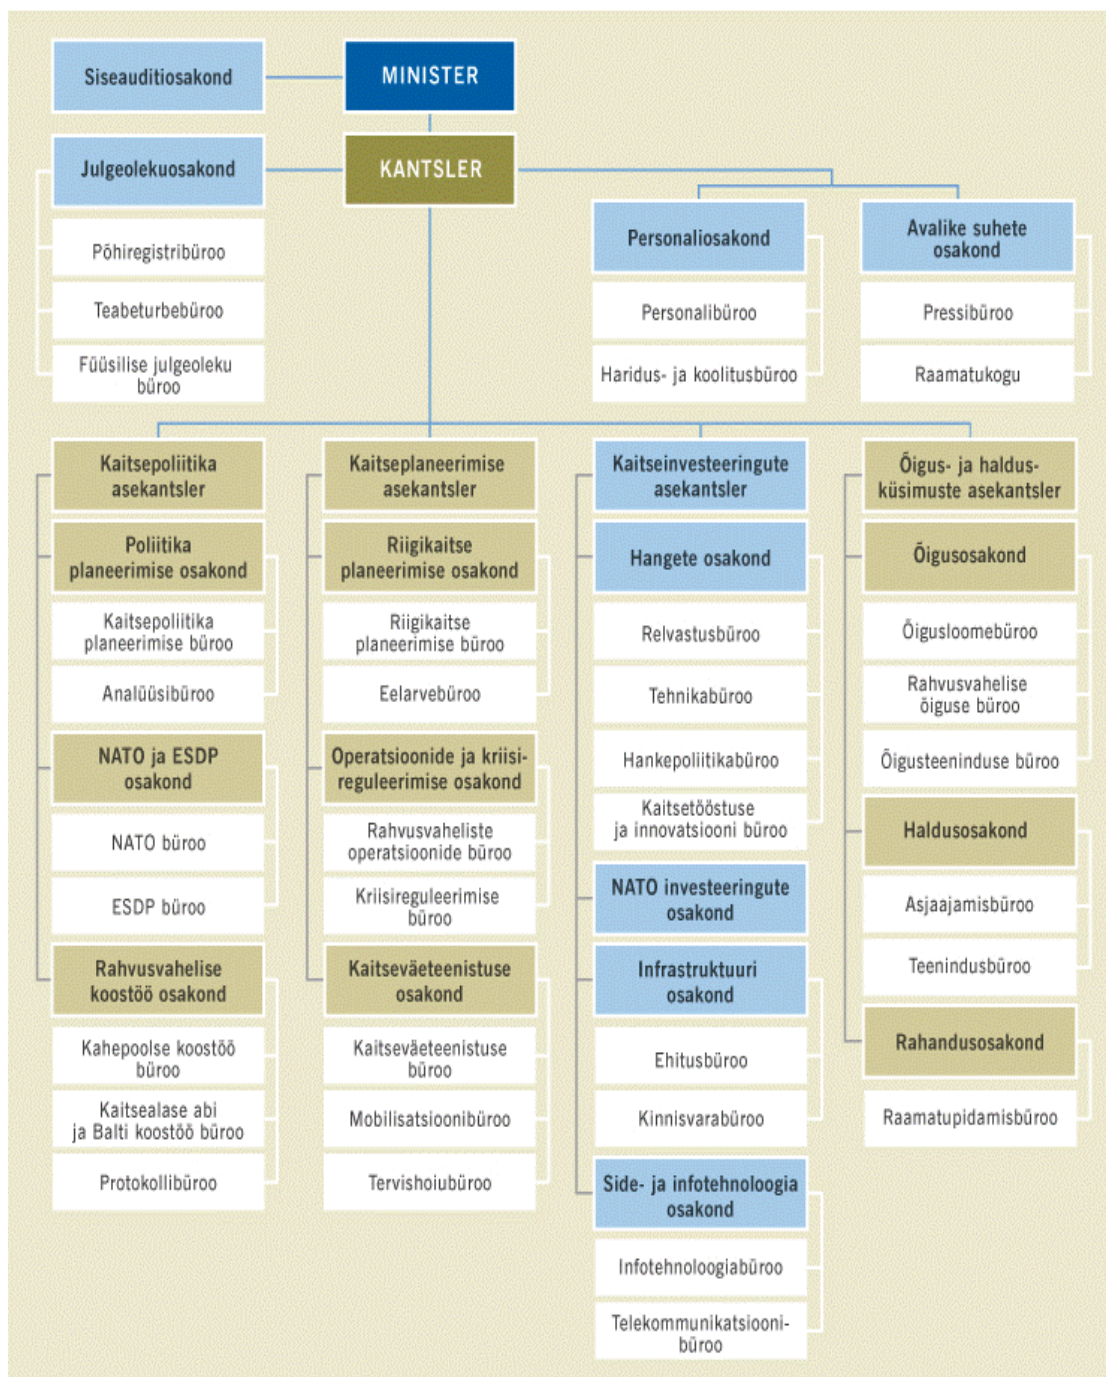 Siseauditiosakond
MINISTER
Julgeolekuosakond
KANTSLER
Põhiregistribüroo
Teabeturbebüroo
Füüsilise julgeoleku
büroo
Personaliosakond
Personalibüroo
Haridus- ja koolitusbüroo
Avalike suhete
osakond
Pressibüroo
Raamatukogu
Kaitsepoliitika
asekantsler
Poliitika
planeerimise osakond
Kaitsepoliitika
planeerimise büroo
Analüüsibüroo
NATO ja ESDP
osakond
NATO büroo
ESDP büroo
Rahvusvahelise
koostöö osakond
Kahepoolse koostöö
büroo
Kaitsealase abi
ja Balti koostöö büroo
Protokollibüroo
Kaitseplaneerimise
asekantsler
Riigikaitse
planeerimise osakond
Riigikaitse
planeerimise büroo
Eelarvebüroo
Operatsioonide ja kriisi-
reguleerimise osakond
Rahvusvaheliste
operatsioonide büroo
Kriisireguleerimise
büroo
Kaitseväeteenistuse
osakond
Kaitseväeteenistuse
büroo
Mobilisatsioonibüroo
Tervishoiubüroo
Kaitseinvesteeringute
asekantsler
Hangete osakond
Relvastusbüroo
Tehnikabüroo
Hankepoliitikabüroo
Kaitsetööstuse
ja innovatsiooni büroo
NATO investeeringute
osakond
Infrastruktuuri
osakond
Ehitusbüroo
Kinnisvarabüroo
Side- ja infotehnoloogia
osakond
Infotehnoloogiabüroo
Telekommunikatsiooni-
büroo
Õigus- ja haldus-
küsimuste asekantsler
Õigusosakond
Õigusloomebüroo
Rahvusvahelise
õiguse büroo
Õigusteeninduse büroo
Haldusosakond
Asjaajamisbüroo
Teenindusbüroo
Rahandusosakond
Raamatupidamisbüroo